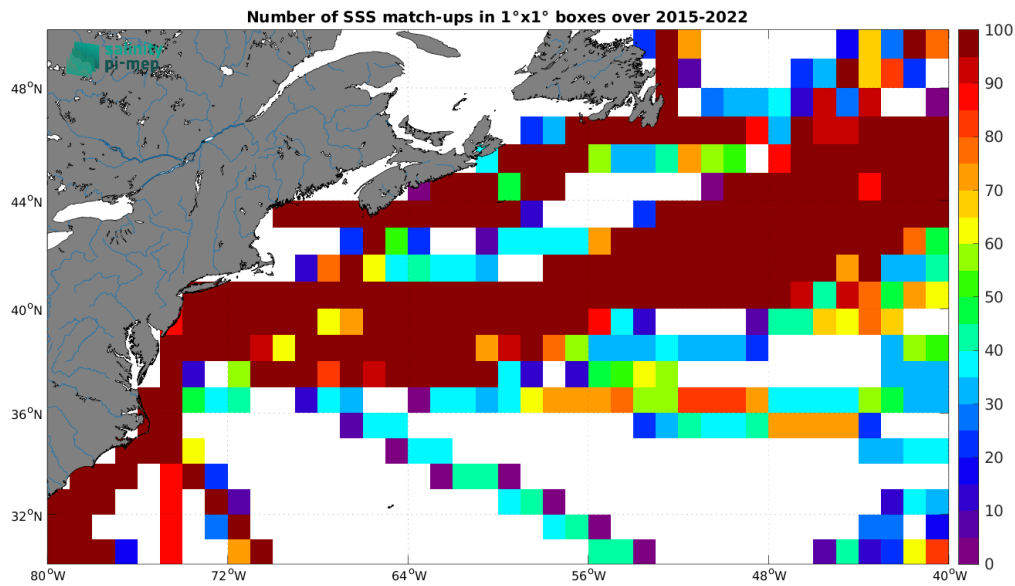 Number of SSS match-ups in 1°x1° boxes over 2015-2022
salinity
pi-mep
48°N
44°N
40°N
36°N
32°N
80°W 72°W 64°W 56°W 48°W 40°W
100
90
80
70
60
50
40
30
20
10
0